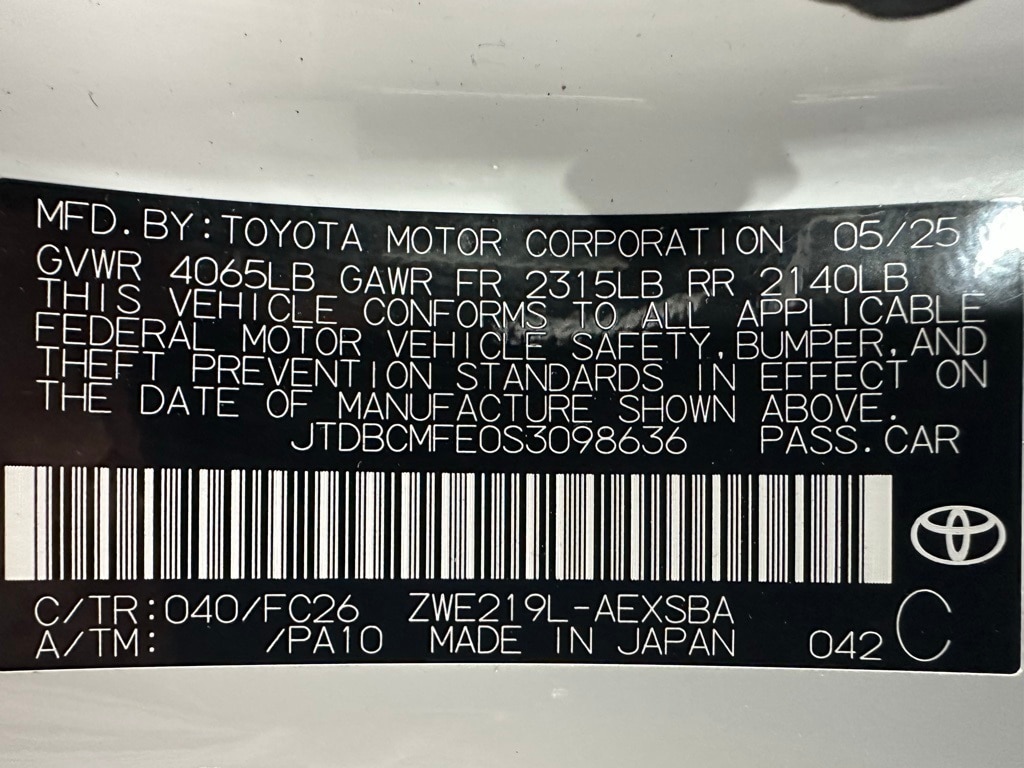 MFD. BY: TOYOTA MOTOR CORPORATION 05/25
GVWR 4065LB GAWR FR 2315LB RR 2140LB
THIS VEHICLE CONFORMS TO ALL APPLICABLE
FEDERAL MOTOR VEHICLE SAFETY, BUMPER, AND
THEFT PREVENTION STANDARDS IN EFFECT ON
THE DATE OF MANUFACTURE SHOWN ABOVE.
JTDBCMFE0S3098636 PASS.CAR
C/TR:040/FC26 ZWE219L-AEXSBA C
A/TM: /PA10 MADE IN JAPAN 042